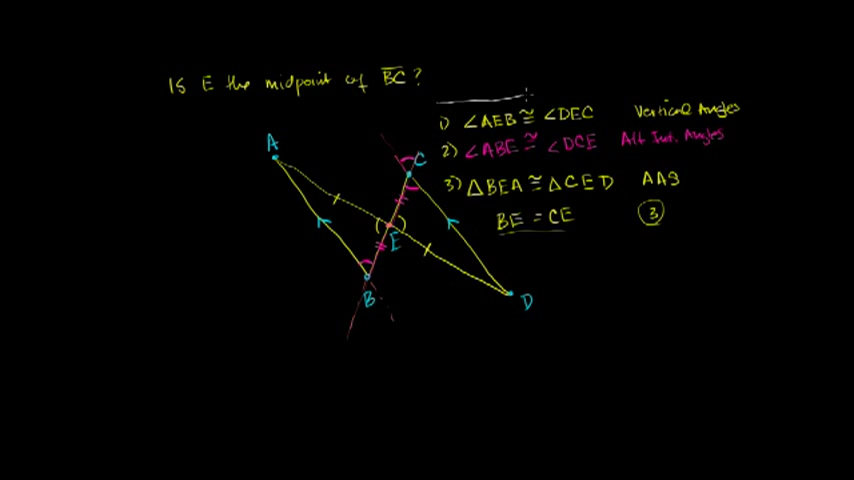 Is E the midpoint of BC?
1) ∠AEB ≅ ∠DEC Vertical Angles
2) ∠ABE ≅ ∠DCE Alt Int. Angles
3) △BEA ≅ △CED AAS
BE = CE 3
A
C
E
B
D